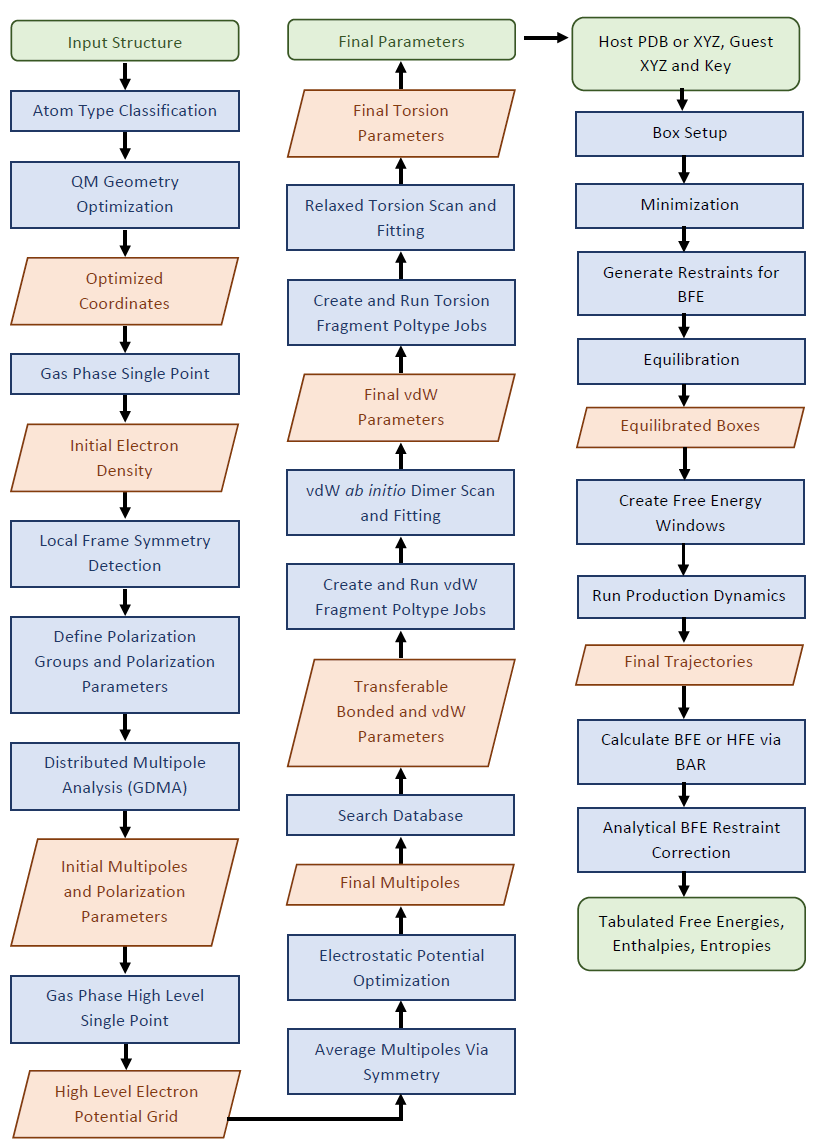 Input Structure
Atom Type Classification
QM Geometry
Optimization
Optimized
Coordinates
Gas Phase Single Point
Initial Electron
Density
Local Frame Symmetry
Detection
Define Polarization
Groups and Polarization
Parameters
Distributed Multipole
Analysis (GDMA)
Initial Multipoles
and Polarization
Parameters
Gas Phase High Level
Single Point
High Level Electron
Potential Grid
Average Multipoles Via
Symmetry
Electrostatic Potential
Optimization
Final Multipoles
Search Database
Transferable
Bonded and vdW
Parameters
Create and Run vdW
Fragment Poltype Jobs
vdW ab initio Dimer Scan
and Fitting
Final vdW
Parameters
Create and Run Torsion
Fragment Poltype Jobs
Relaxed Torsion Scan and
Fitting
Final Torsion
Parameters
Final Parameters
Host PDB or XYZ, Guest
XYZ and Key
Box Setup
Minimization
Generate Restraints for
BFE
Equilibration
Equilibrated Boxes
Create Free Energy
Windows
Run Production Dynamics
Final Trajectories
Calculate BFE or HFE via
BAR
Analytical BFE Restraint
Correction
Tabulated Free Energies,
Enthalpies, Entropies